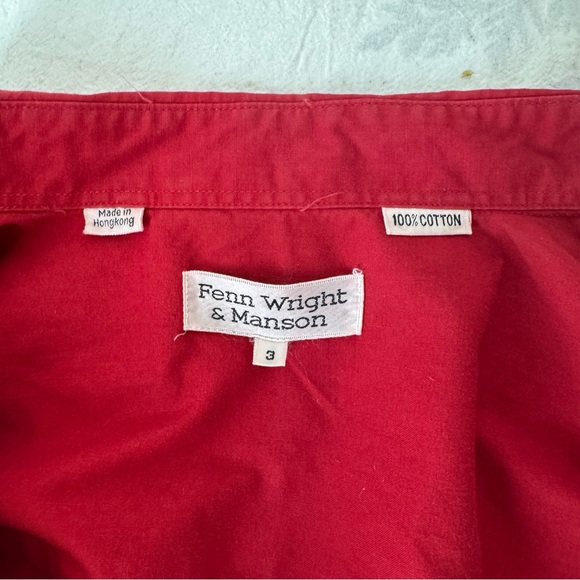 Made in
Hongkong
100% COTTON
Fenn Wright
& Manson
3